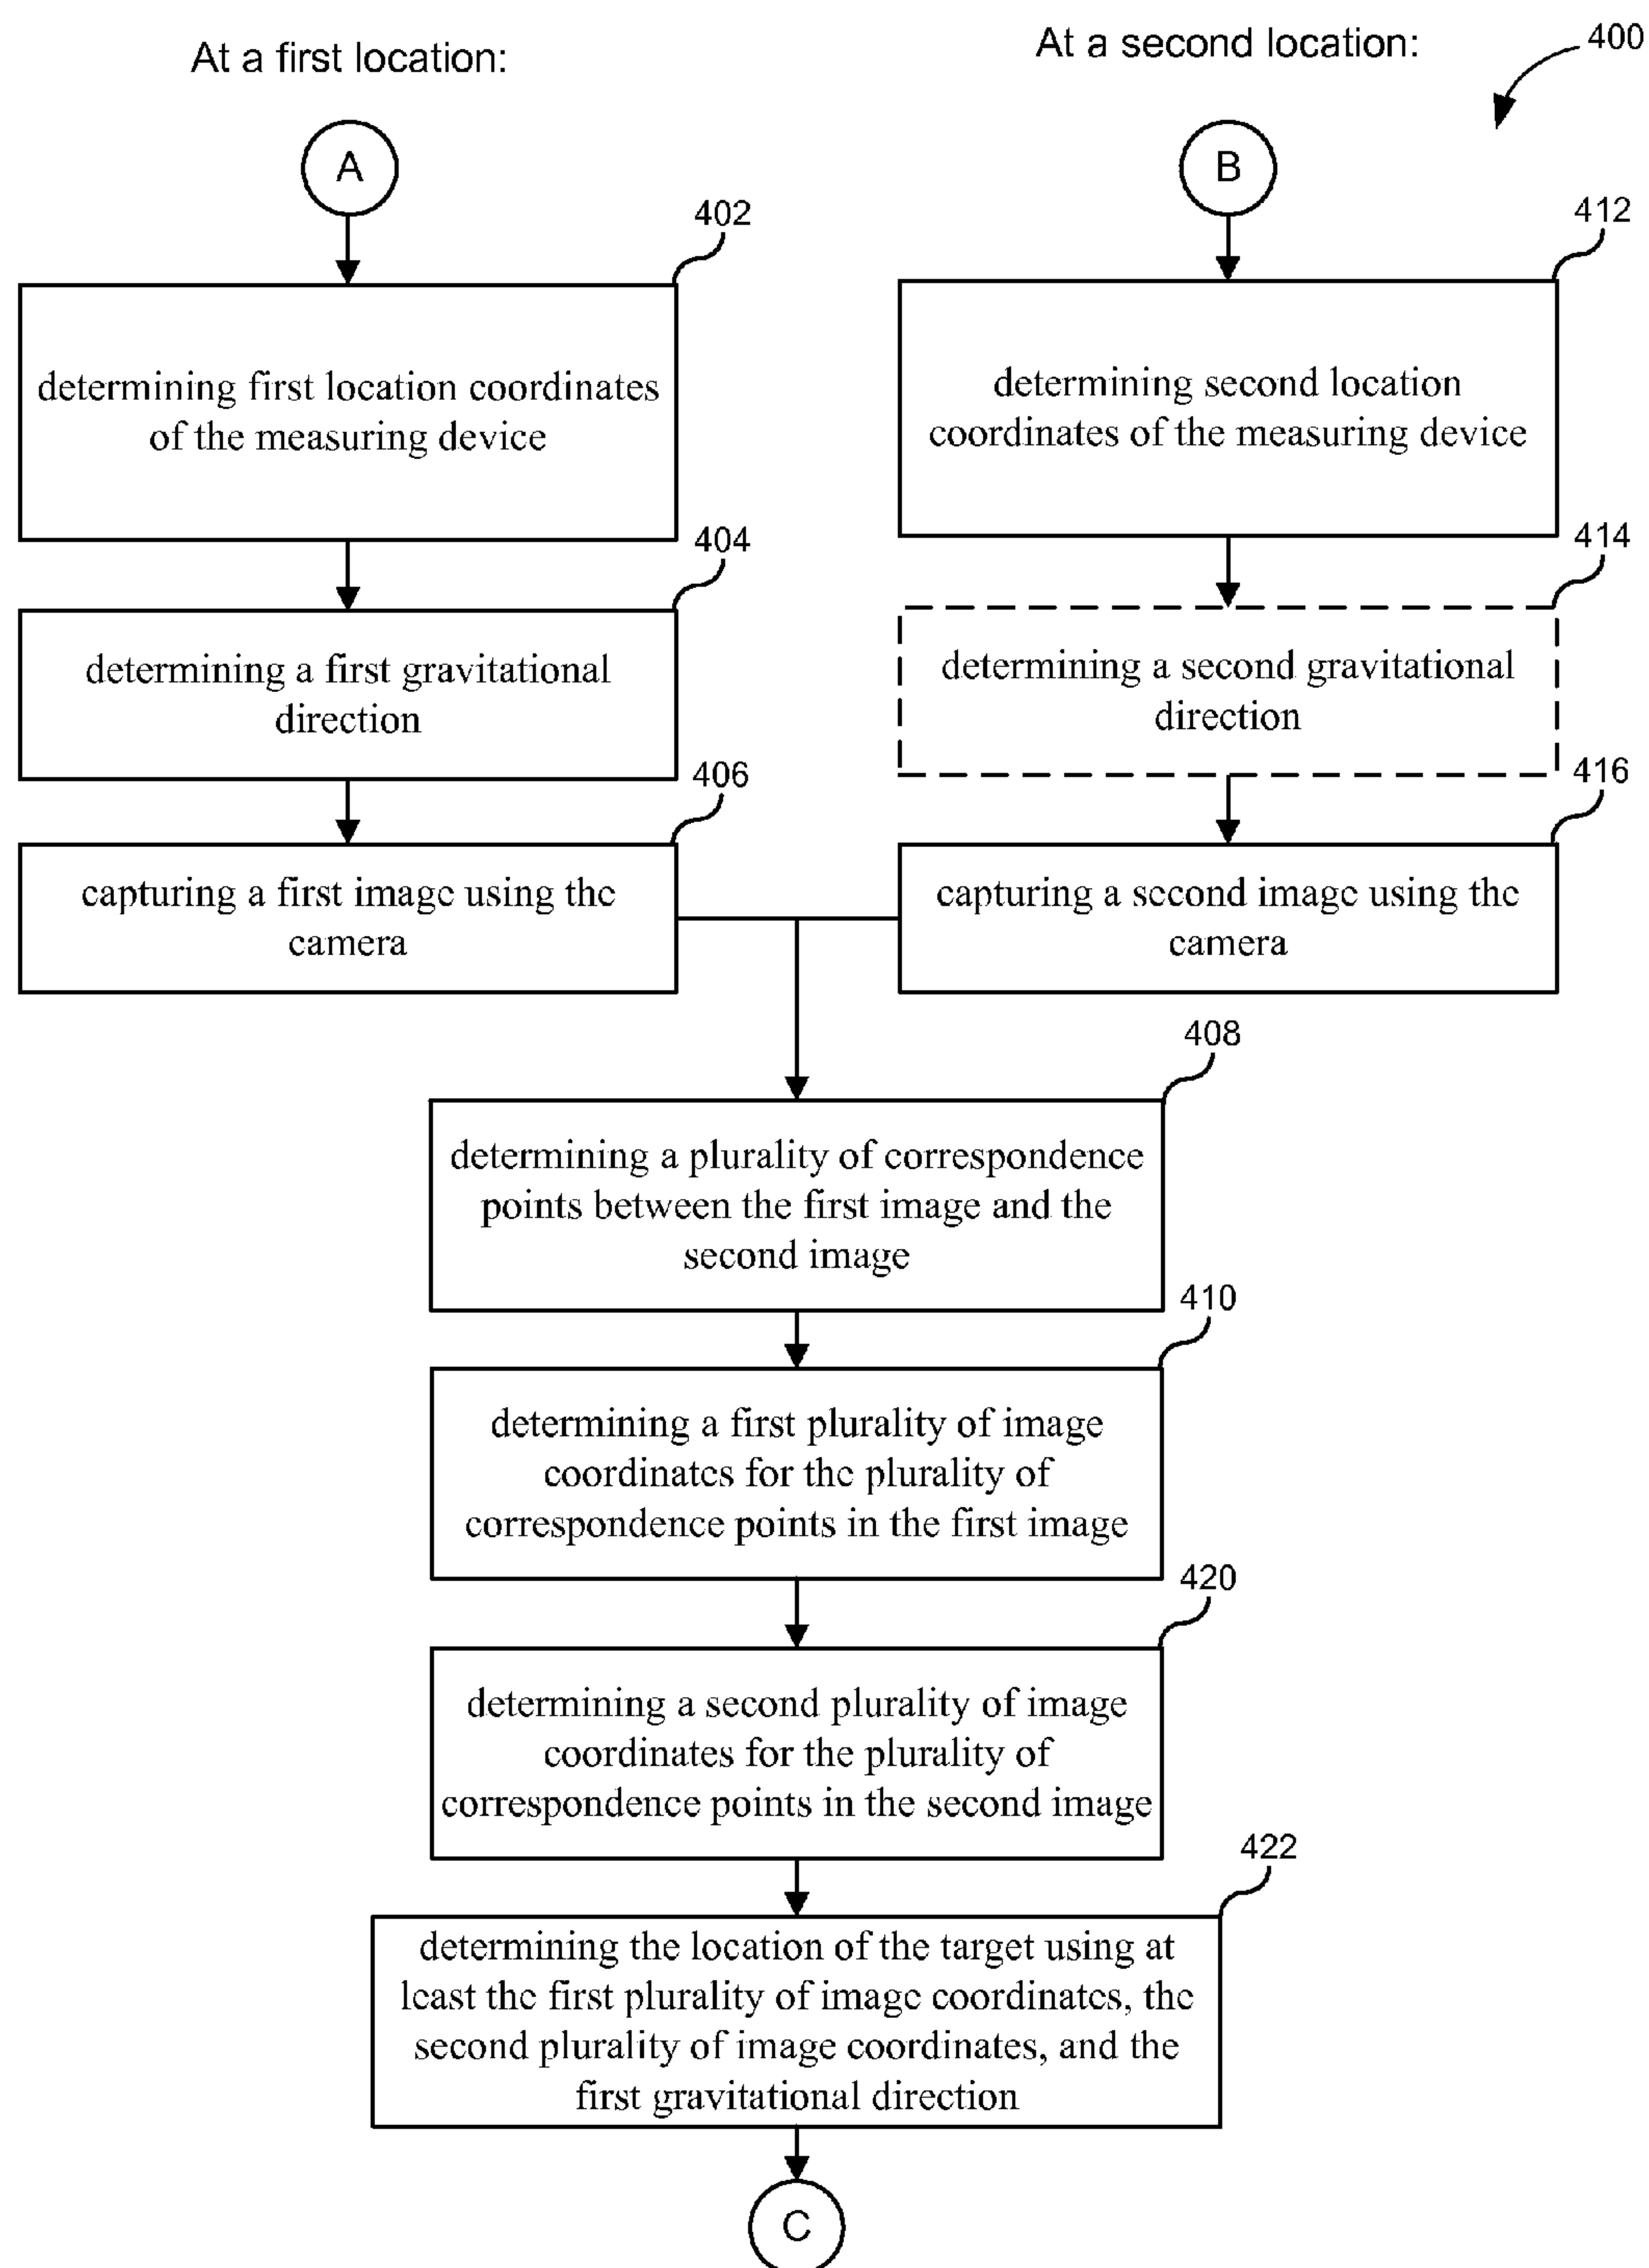 At a first location:
At a second location:
400
A
B
402
412
determining first location coordinates
of the measuring device
determining second location
coordinates of the measuring device
404
414
determining a first gravitational
direction
determining a second gravitational
direction
406
416
capturing a first image using the
camera
capturing a second image using the
camera
408
determining a plurality of correspondence
points between the first image and the
second image
410
determining a first plurality of image
coordinates for the plurality of
correspondence points in the first image
420
determining a second plurality of image
coordinates for the plurality of
correspondence points in the second image
422
determining the location of the target using at
least the first plurality of image coordinates, the
second plurality of image coordinates, and the
first gravitational direction
C